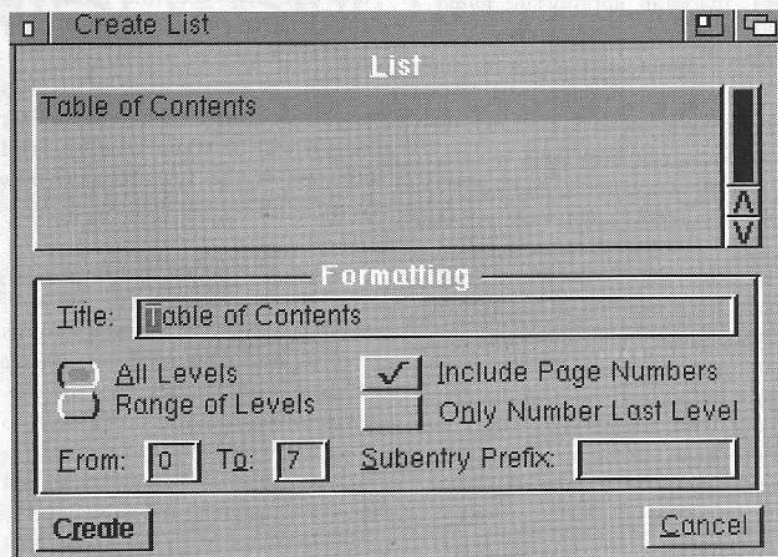 Create List
List
Table of Contents
Formatting
Title: Table of Contents
All Levels
Include Page Numbers
Range of Levels
Only Number Last Level
From: 0 To: 7 Subentry Prefix:
Create
Cancel